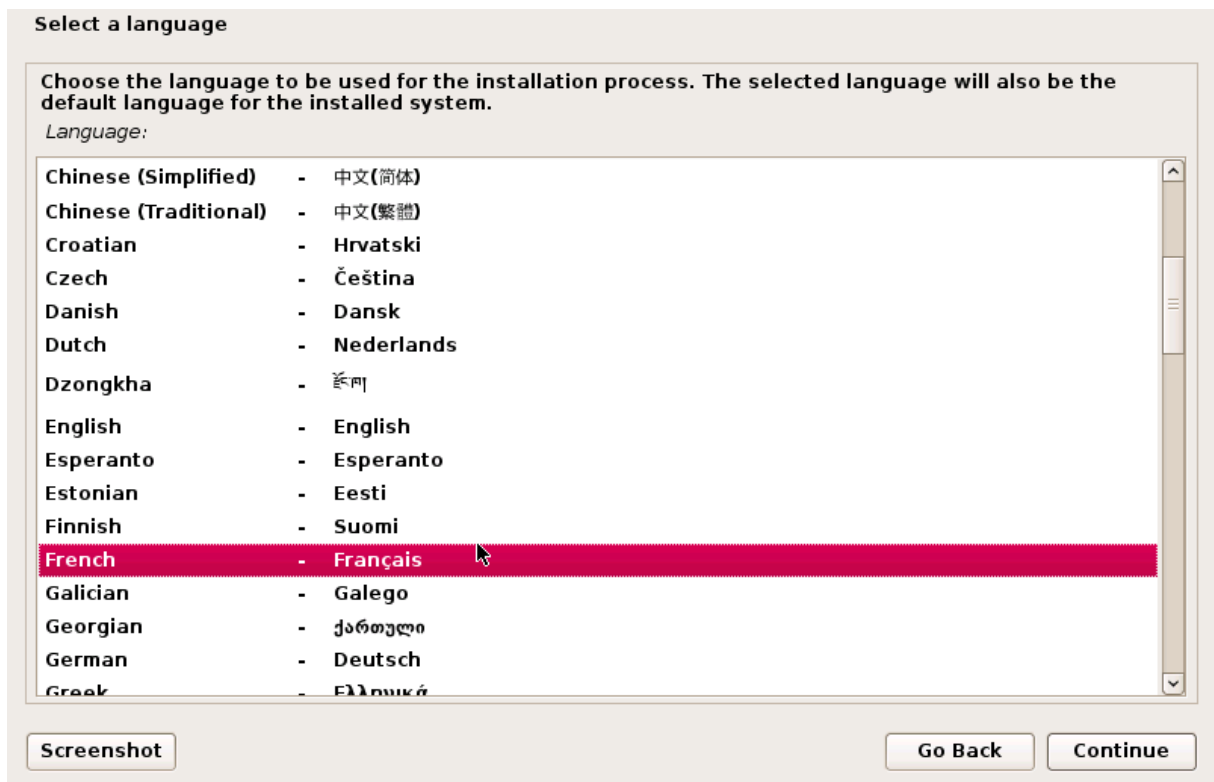 Select a language
Choose the language to be used for the installation process. The selected language will also be the
default language for the installed system.
Language:
Chinese (Simplified) - 中文(简体)
Chinese (Traditional) - 中文(繁體)
Croatian - Hrvatski
Czech - Čeština
Danish - Dansk
Dutch - Nederlands
Dzongkha - རྫོང་ཁ།
English - English
Esperanto - Esperanto
Estonian - Eesti
Finnish - Suomi
French - Français
Galician - Galego
Georgian - ქართული
German - Deutsch
Greek - Ελληνικά
Screenshot Go Back Continue